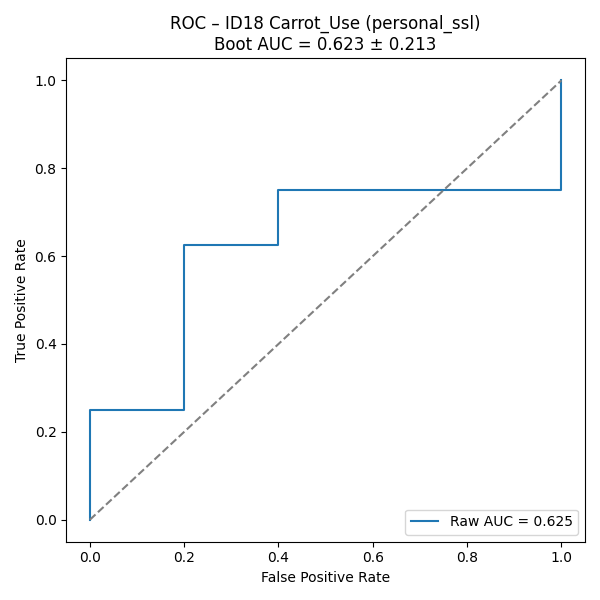 ROC – ID18 Carrot_Use (personal_ssl)
Boot AUC = 0.623 ± 0.213
True Positive Rate
1.0
0.8
0.6
0.4
0.2
0.0
0.0 0.2 0.4 0.6 0.8 1.0
False Positive Rate
Raw AUC = 0.625